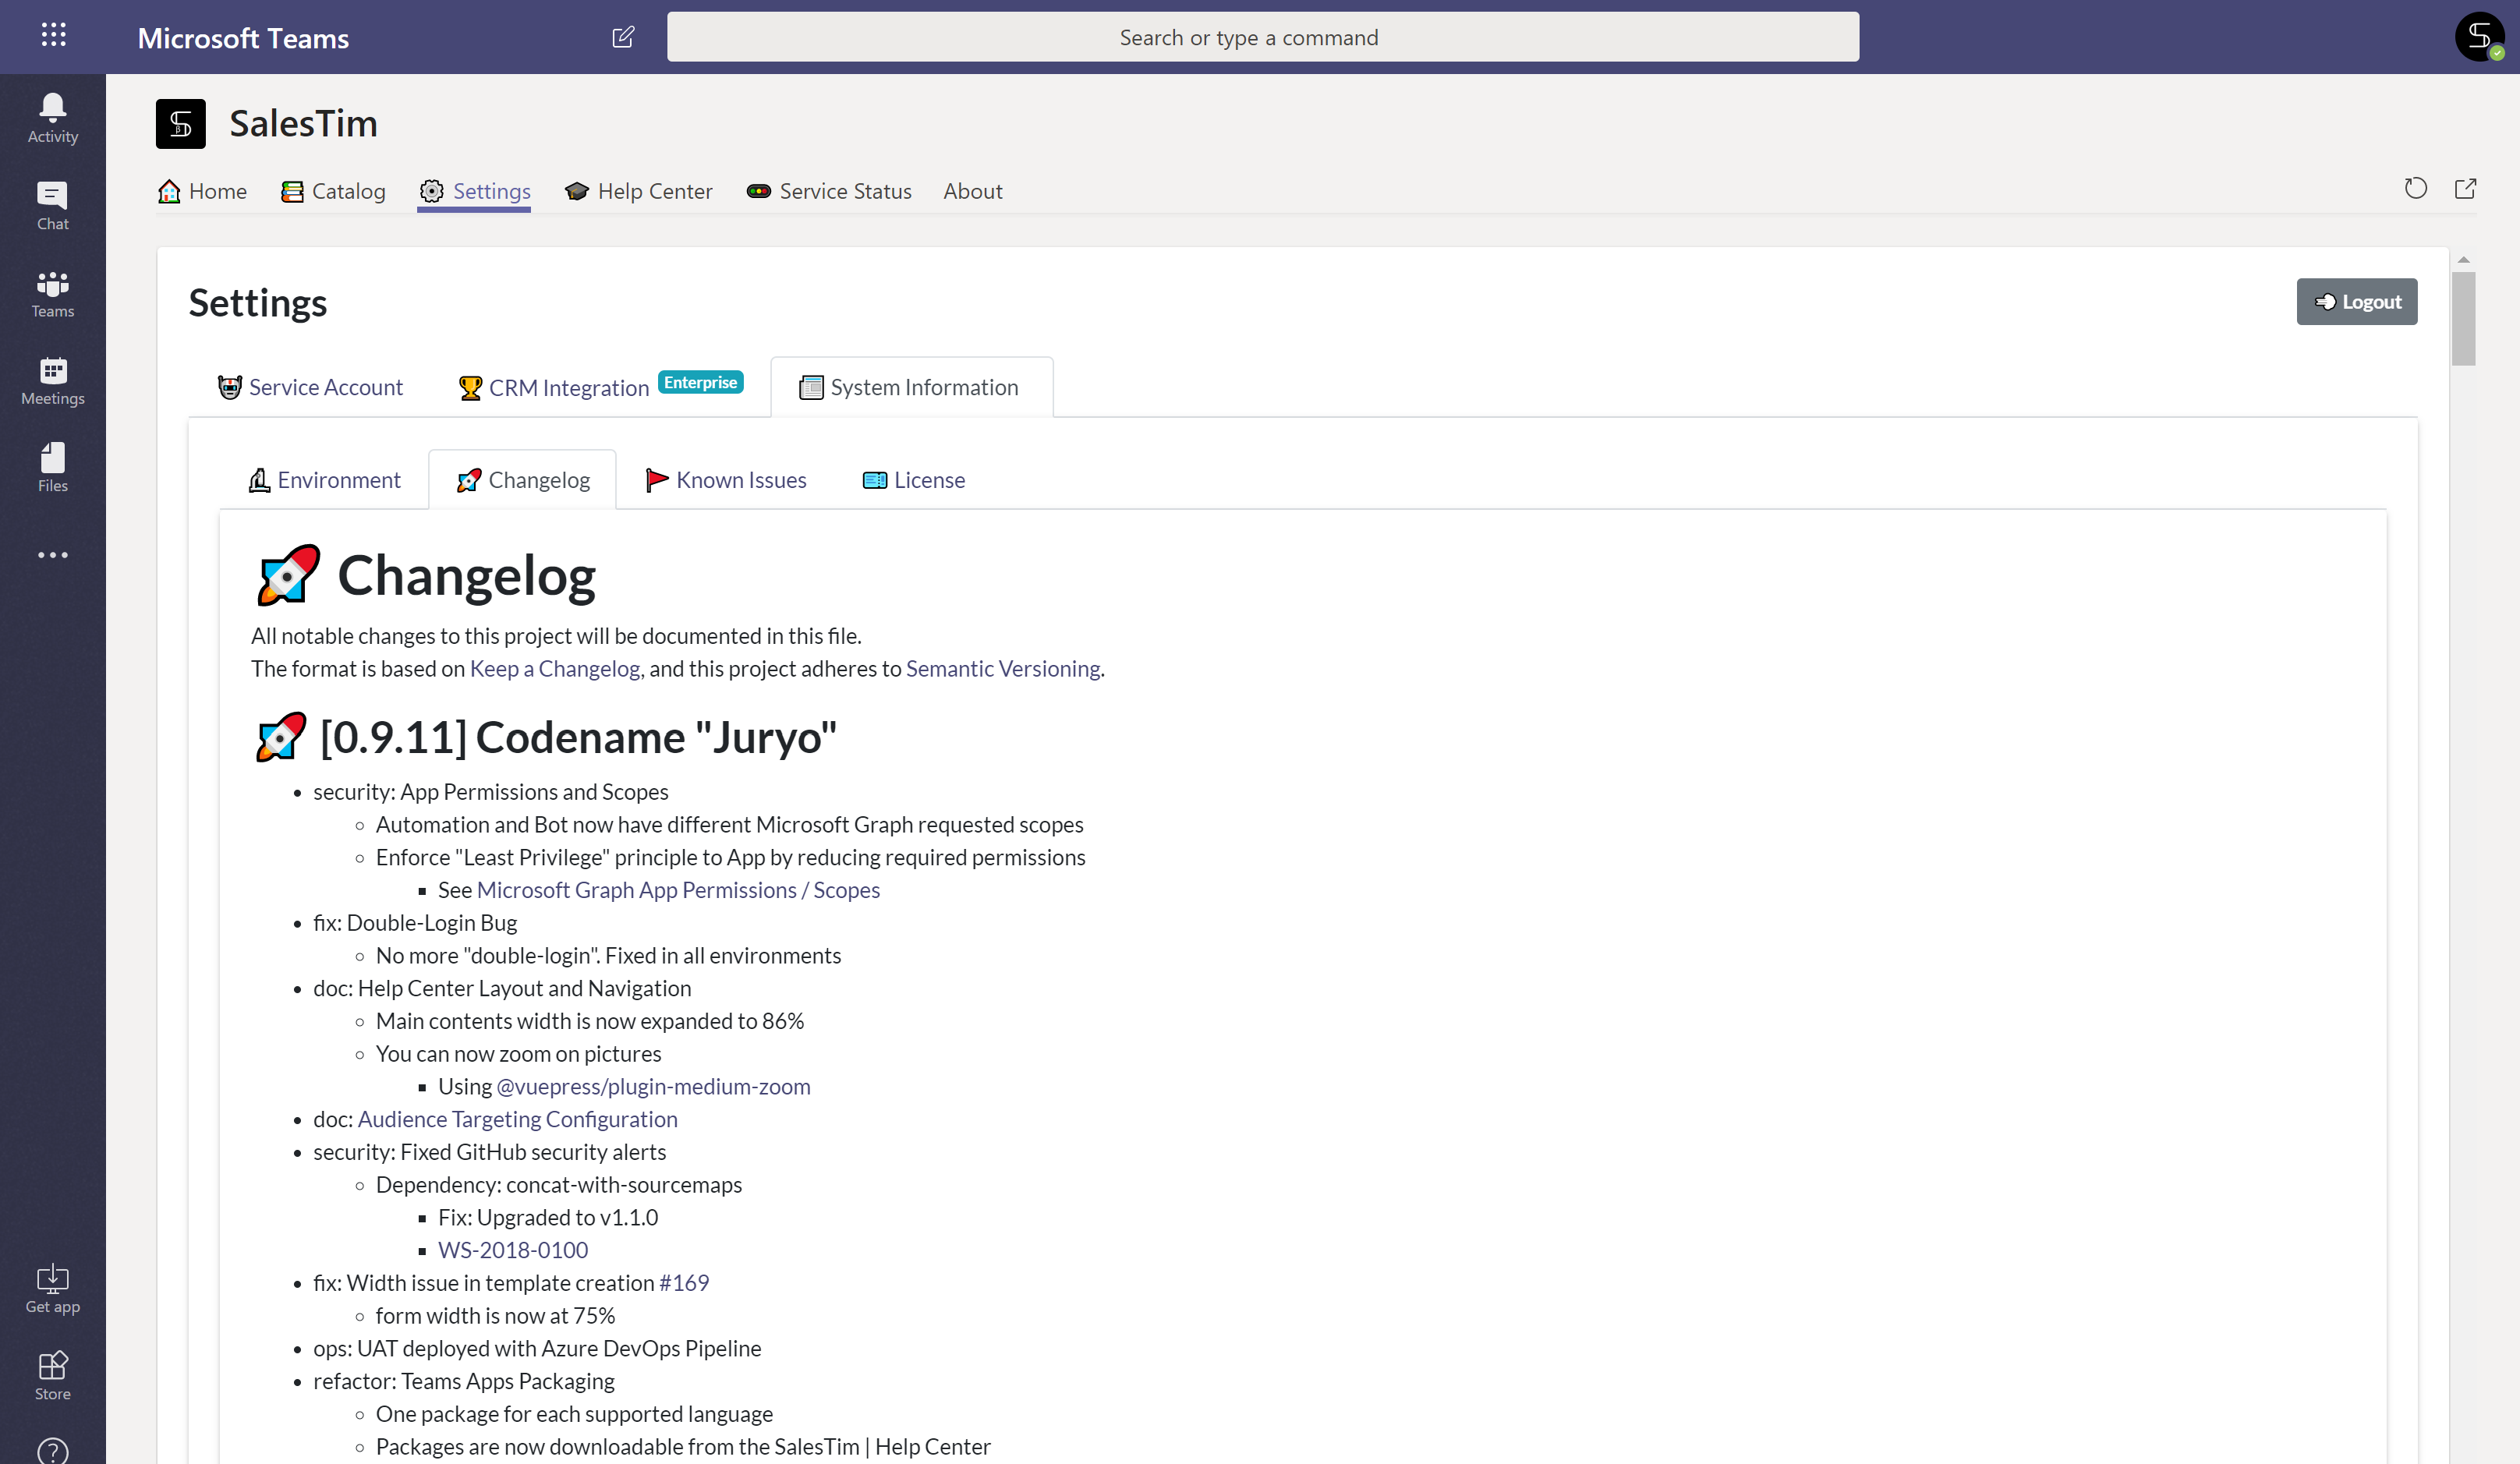 Microsoft Teams
Search or type a command
Activity
Chat
Teams
Meetings
Files
Get app
Store
SalesTim
Home Catalog Settings Help Center Service Status About
Settings
Logout
Service Account CRM Integration Enterprise System Information
Environment Changelog Known Issues License
Changelog
All notable changes to this project will be documented in this file.
The format is based on Keep a Changelog, and this project adheres to Semantic Versioning.
[0.9.11] Codename "Juryo"
• security: App Permissions and Scopes
◦ Automation and Bot now have different Microsoft Graph requested scopes
◦ Enforce "Least Privilege" principle to App by reducing required permissions
▪ See Microsoft Graph App Permissions / Scopes
• fix: Double-Login Bug
◦ No more "double-login". Fixed in all environments
• doc: Help Center Layout and Navigation
◦ Main contents width is now expanded to 86%
◦ You can now zoom on pictures
▪ Using @vuepress/plugin-medium-zoom
• doc: Audience Targeting Configuration
• security: Fixed GitHub security alerts
◦ Dependency: concat-with-sourcemaps
▪ Fix: Upgraded to v1.1.0
▪ WS-2018-0100
• fix: Width issue in template creation #169
◦ form width is now at 75%
• ops: UAT deployed with Azure DevOps Pipeline
• refactor: Teams Apps Packaging
◦ One package for each supported language
◦ Packages are now downloadable from the SalesTim | Help Center